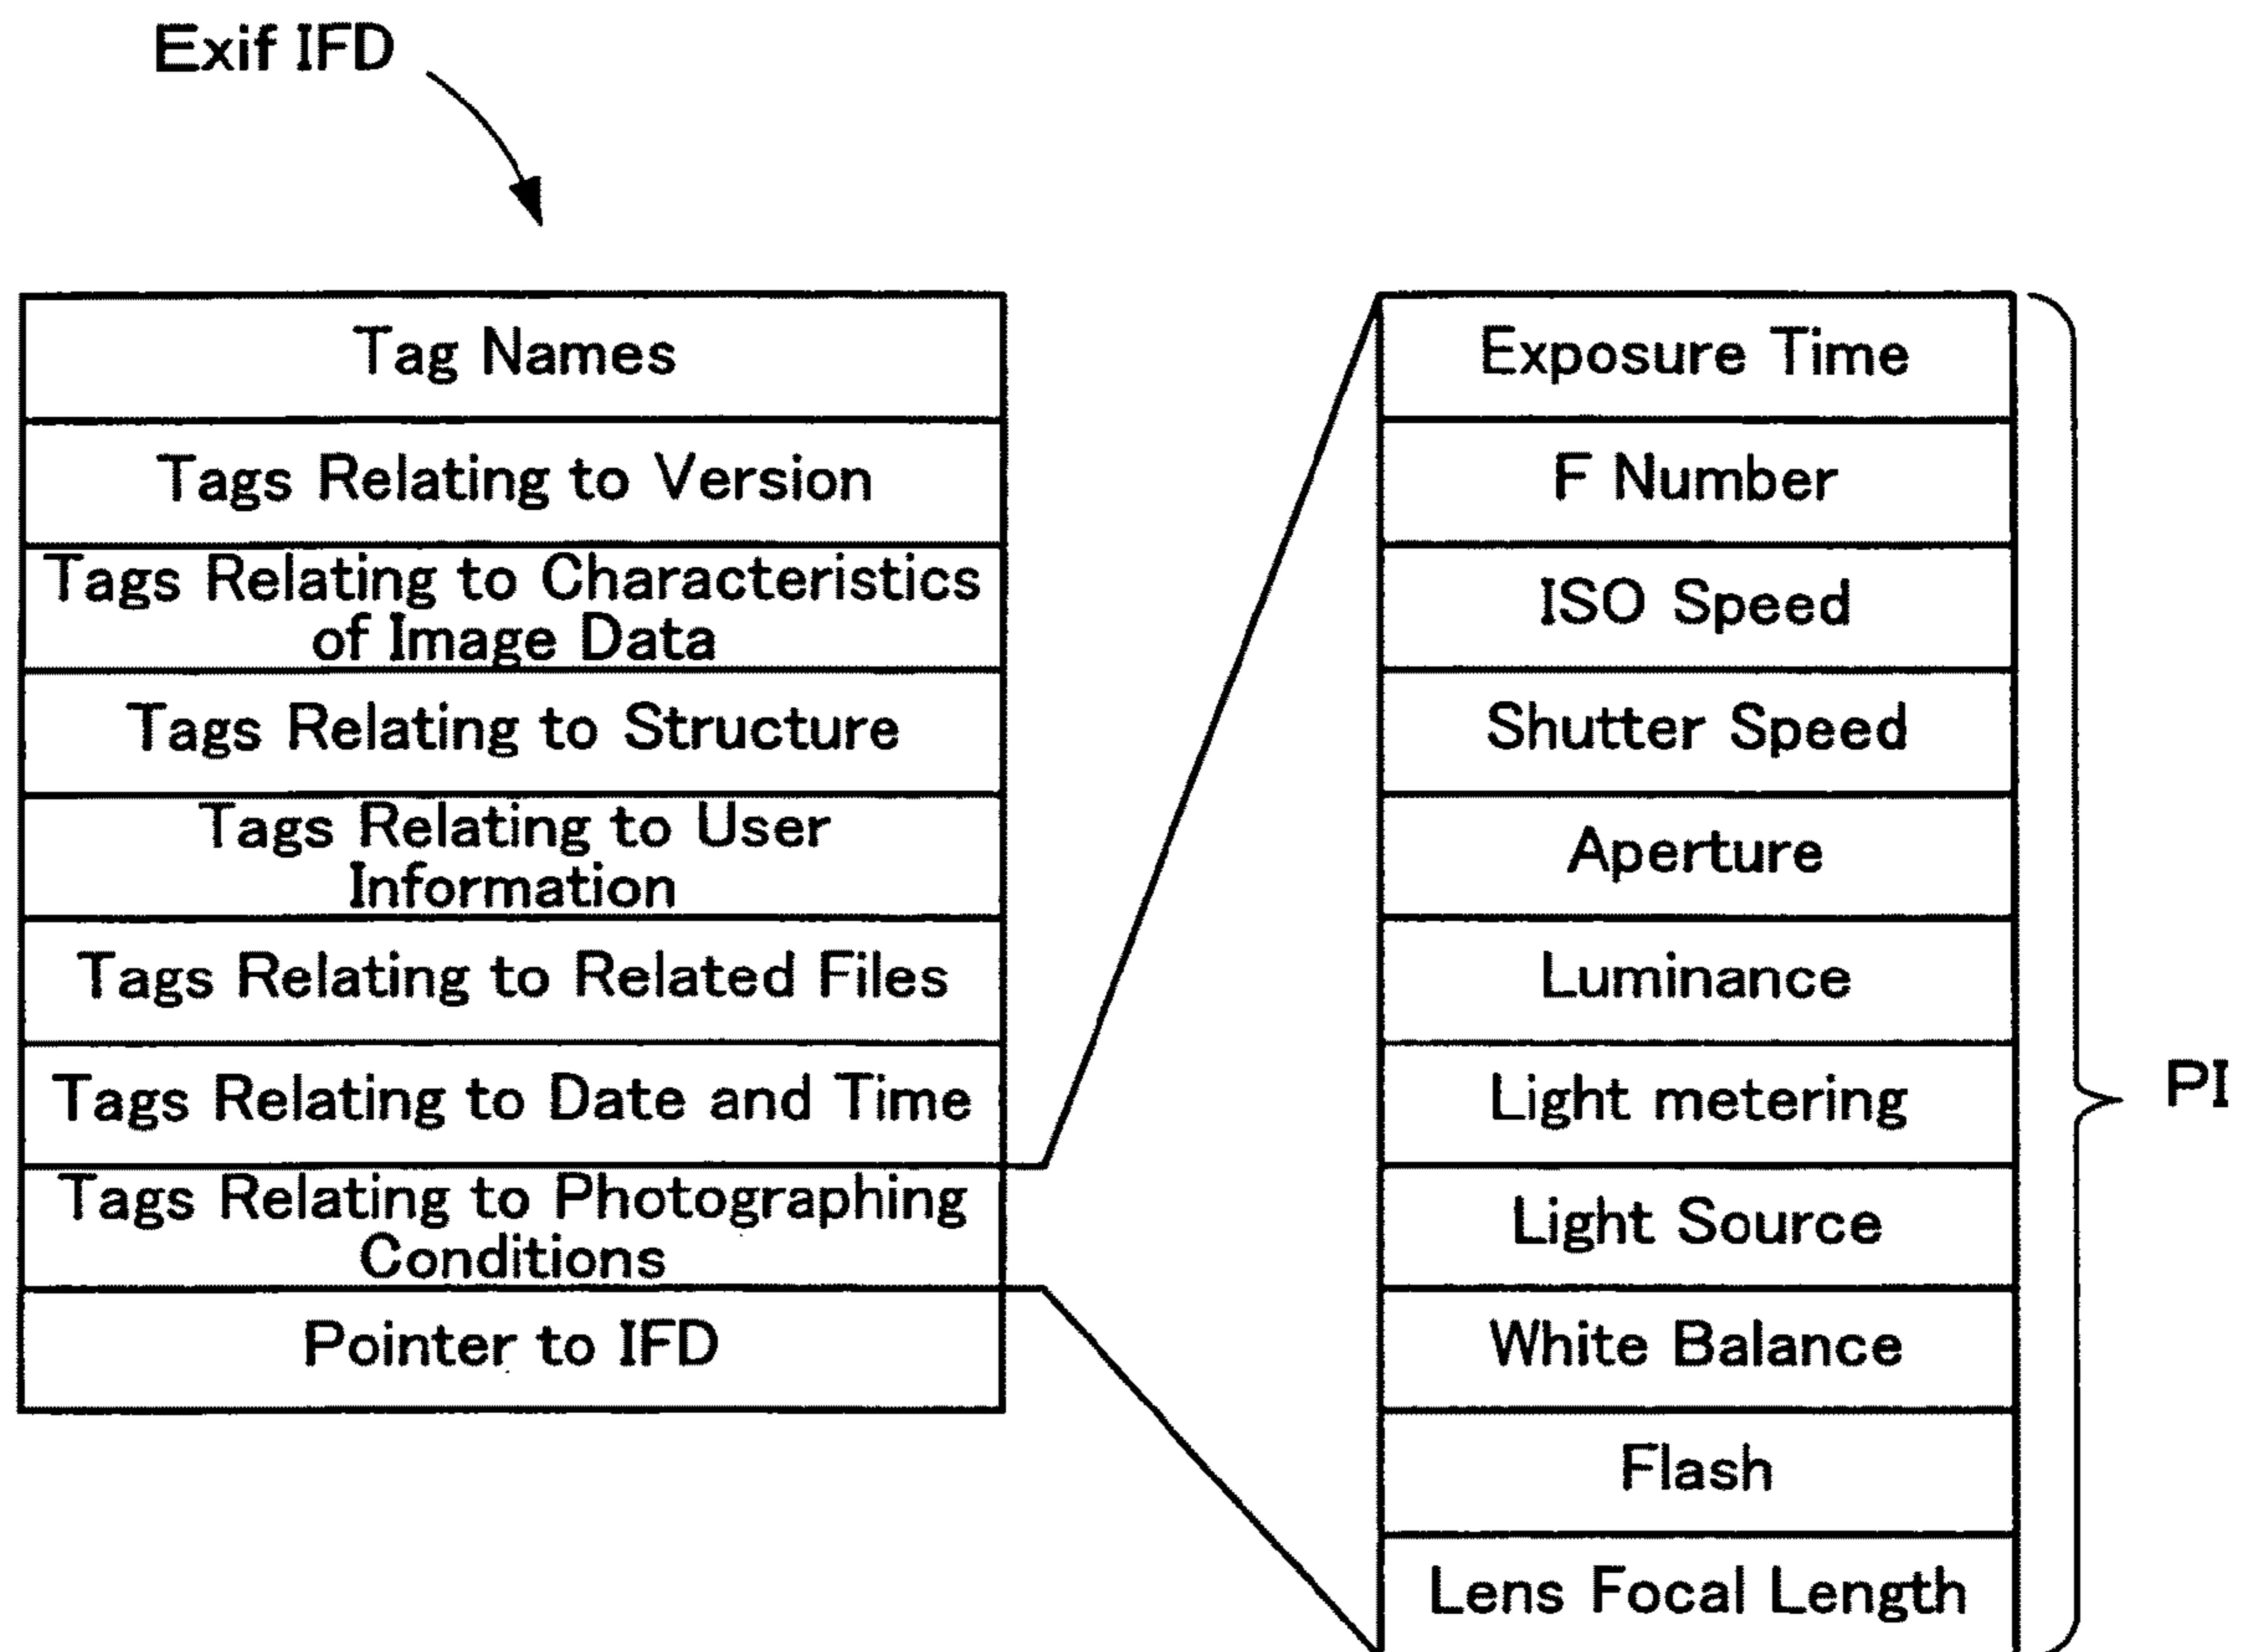 Exif IFD
Tag Names
Tags Relating to Version
Tags Relating to Characteristics
of Image Data
Tags Relating to Structure
Tags Relating to User
Information
Tags Relating to Related Files
Tags Relating to Date and Time
Tags Relating to Photographing
Conditions
Pointer to IFD
Exposure Time
F Number
ISO Speed
Shutter Speed
Aperture
Luminance
Light metering
Light Source
White Balance
Flash
Lens Focal Length
PI